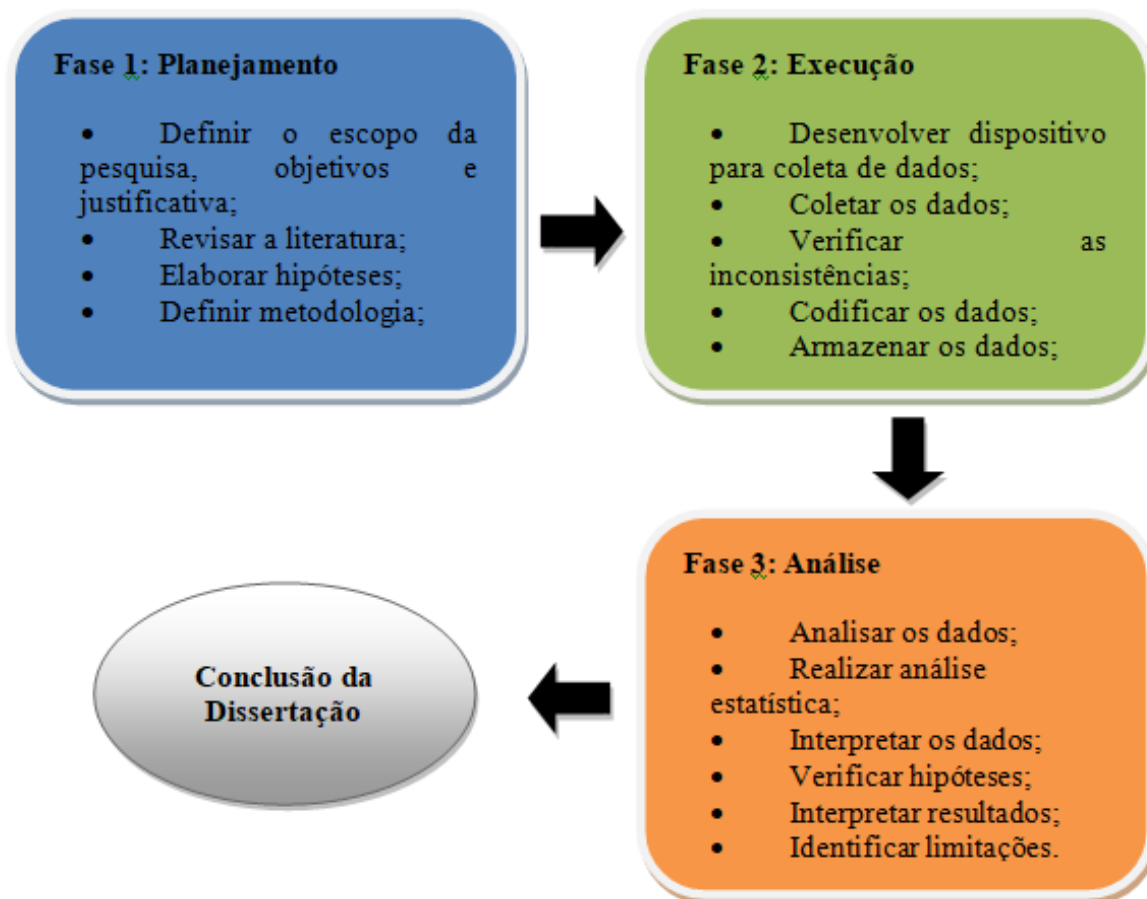 Fase 1: Planejamento
• Definir o escopo da
pesquisa, objetivos e
justificativa;
• Revisar a literatura;
• Elaborar hipóteses;
• Definir metodologia;
Fase 2: Execução
• Desenvolver dispositivo
para coleta de dados;
• Coletar os dados;
• Verificar as
inconsistências;
• Codificar os dados;
• Armazenar os dados;
Fase 3: Análise
• Analisar os dados;
• Realizar análise
estatística;
• Interpretar os dados;
• Verificar hipóteses;
• Interpretar resultados;
• Identificar limitações.
Conclusão da
Dissertação